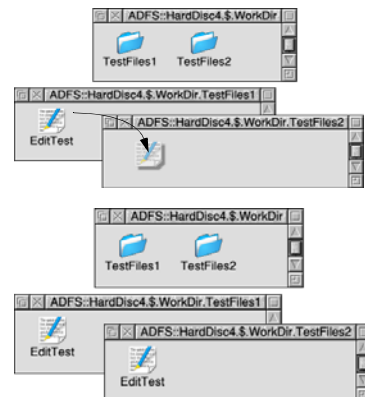 ADFS::HardDisc4.$.WorkDir
TestFiles1 TestFiles2
ADFS::HardDisc4.$.WorkDir.TestFiles1
EditTest
ADFS::HardDisc4.$.WorkDir.TestFiles2
ADFS::HardDisc4.$.WorkDir
TestFiles1 TestFiles2
ADFS::HardDisc4.$.WorkDir.TestFiles1
EditTest
ADFS::HardDisc4.$.WorkDir.TestFiles2
EditTest